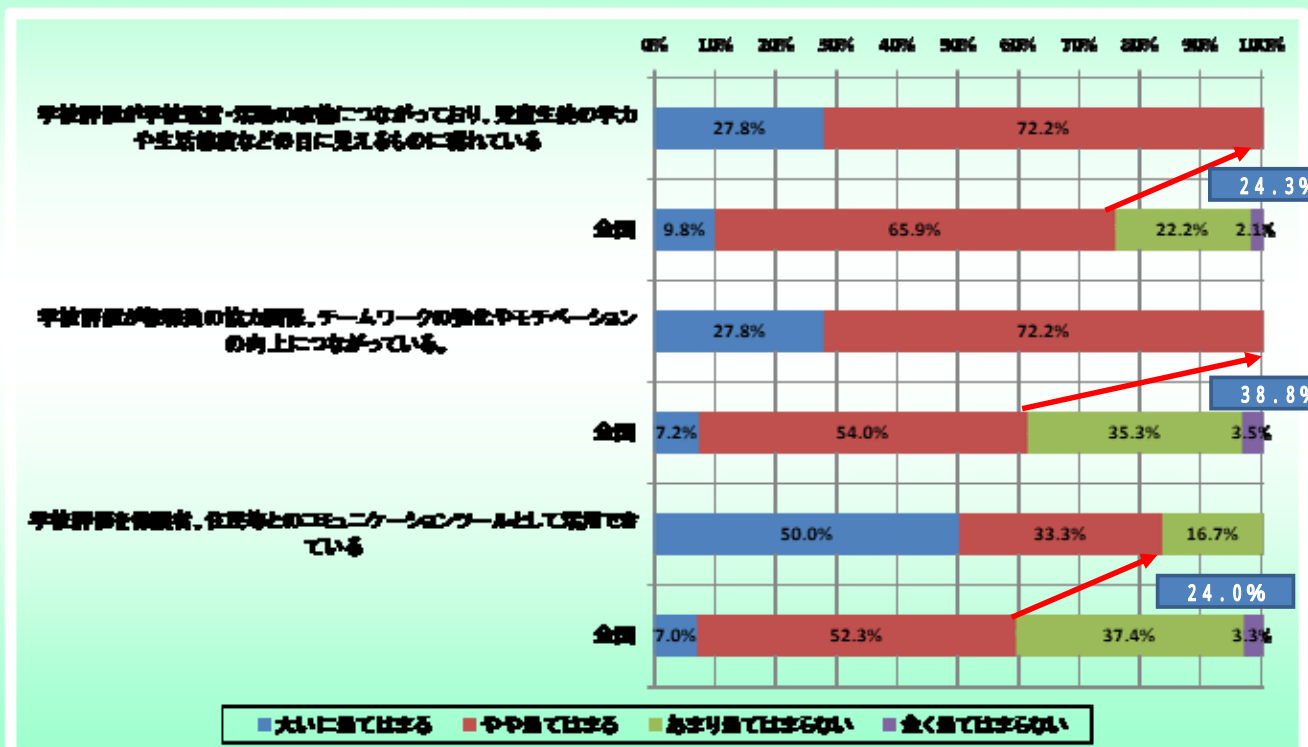 0% 10% 20% 30% 40% 50% 60% 70% 80% 90% 100%
学校評価が学校運営・活動の改善につながっており、児童生徒の学力
や生活態度などの目に見えるものに現れている
27.8% 72.2%
24.3%
全国
9.8% 65.9% 22.2% 2.1%
学校評価が教職員の協力関係、チームワークの強化やモチベーション
の向上につながっている。
27.8% 72.2%
38.8%
全国
7.2% 54.0% 35.3% 3.5%
学校評価を保護者、住民等とのコミュニケーションツールとして活用でき
ている
50.0% 33.3% 16.7%
24.0%
全国
7.0% 52.3% 37.4% 3.3%
大いに当てはまる やや当てはまる あまり当てはまらない 全く当てはまらない